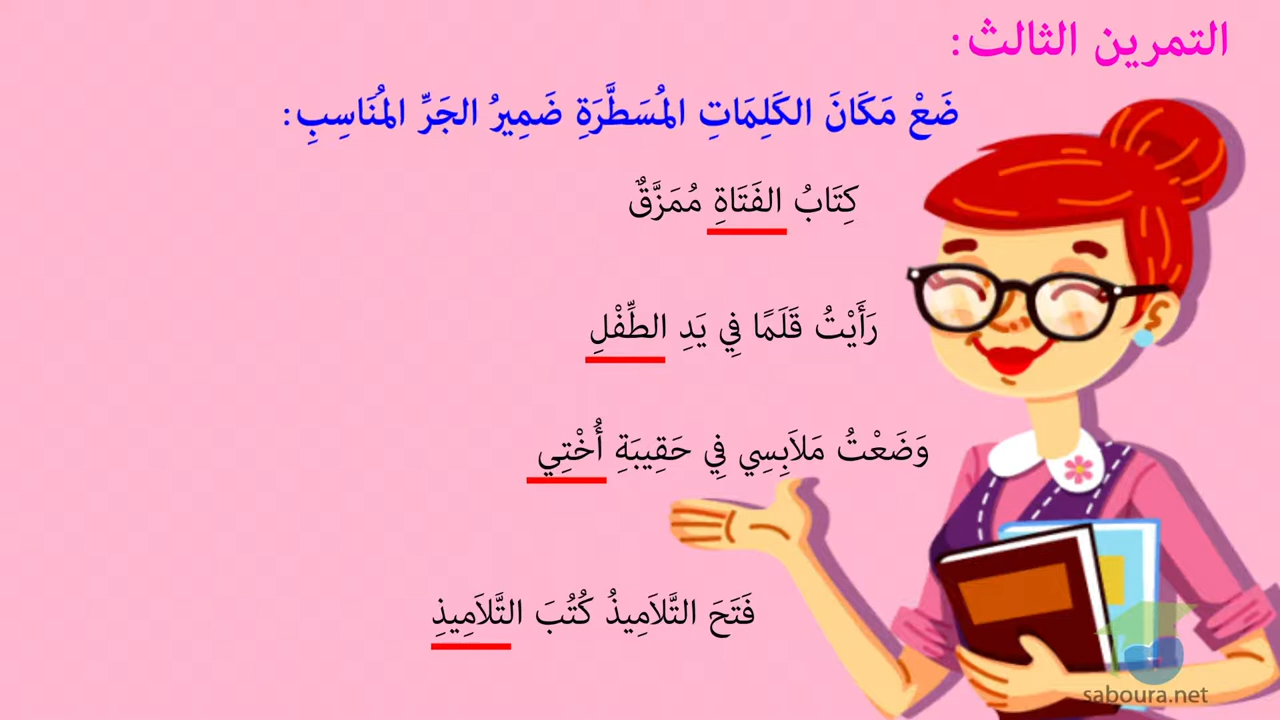 التمرين الثالث:
ضَعْ مَكَانَ الكَلِمَاتِ المُسَطَّرَةِ ضَمِيرُ الجَرِّ المُنَاسِبِ:
كِتَابُ الفَتَاةِ مُمَزَّقٌ
رَأَيْتُ قَلَمًا فِي يَدِ الطِّفْلِ
وَضَعْتُ مَلاَبِسِي فِي حَقِيبَةِ أُخْتِي
فَتَحَ التَّلاَمِيذُ كُتُبَ التَّلاَمِيذِ
saboura.net